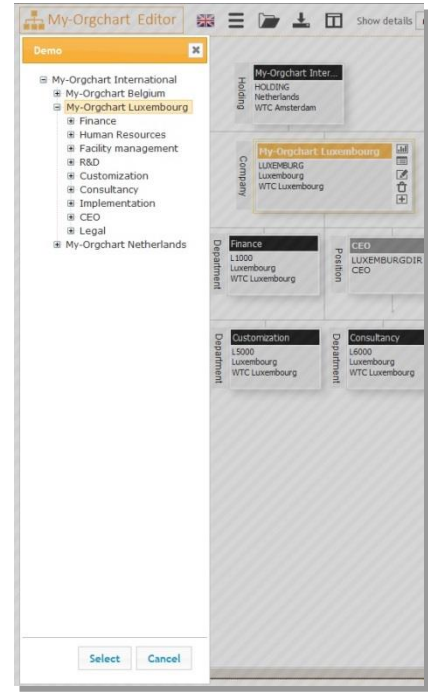 My-Orgchart Editor
Show details
Demo
My-Orgchart International
My-Orgchart Belgium
My-Orgchart Luxembourg
Finance
Human Resources
Facility management
R&D
Customization
Consultancy
Implementation
CEO
Legal
My-Orgchart Netherlands
Select
Cancel
Holding
My-Orgchart Inter...
HOLDING
Netherlands
WTC Amsterdam
Company
My-Orgchart Luxembourg
LUXEMBURG
Luxembourg
WTC Luxembourg
Department
Finance
L1000
Luxembourg
WTC Luxembourg
Position
CEO
LUXEMBURGDIR
CEO
Department
Customization
L5000
Luxembourg
WTC Luxembourg
Department
Consultancy
L6000
Luxembourg
WTC Luxembourg